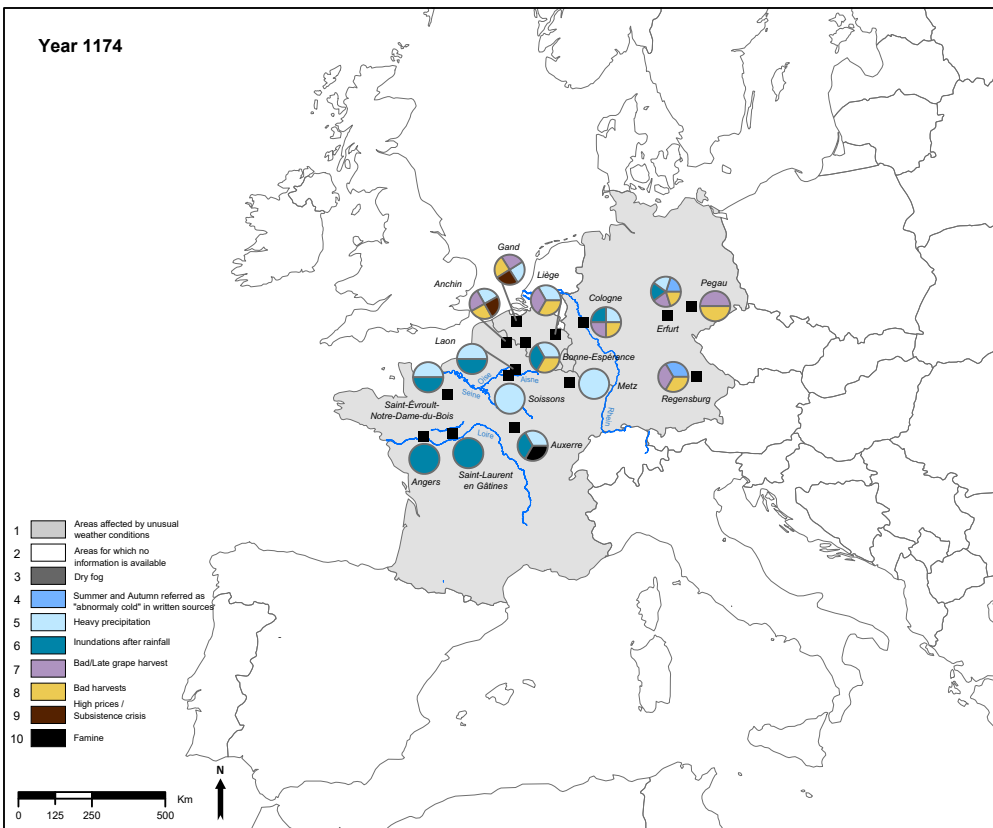 Year 1174
Gand
Anchin
Liège
Cologne
Pegau
Erfurt
Laon
Bonne-Espérence
Oise
Aisne
Seine
Metz
Regensburg
Soissons
Saint-Évroult-
Notre-Dame-du-Bois
Rhein
Loire
Auxerre
Angers
Saint-Laurent
en Gâtines
1 Areas affected by unusual
weather conditions
2 Areas for which no
information is available
3 Dry fog
4 Summer and Autumn referred as
"abnormaly cold" in written sources
5 Heavy precipitation
6 Inundations after rainfall
7 Bad/Late grape harvest
8 Bad harvests
9 High prices /
Subsistence crisis
10 Famine
N
Km
0 125 250 500